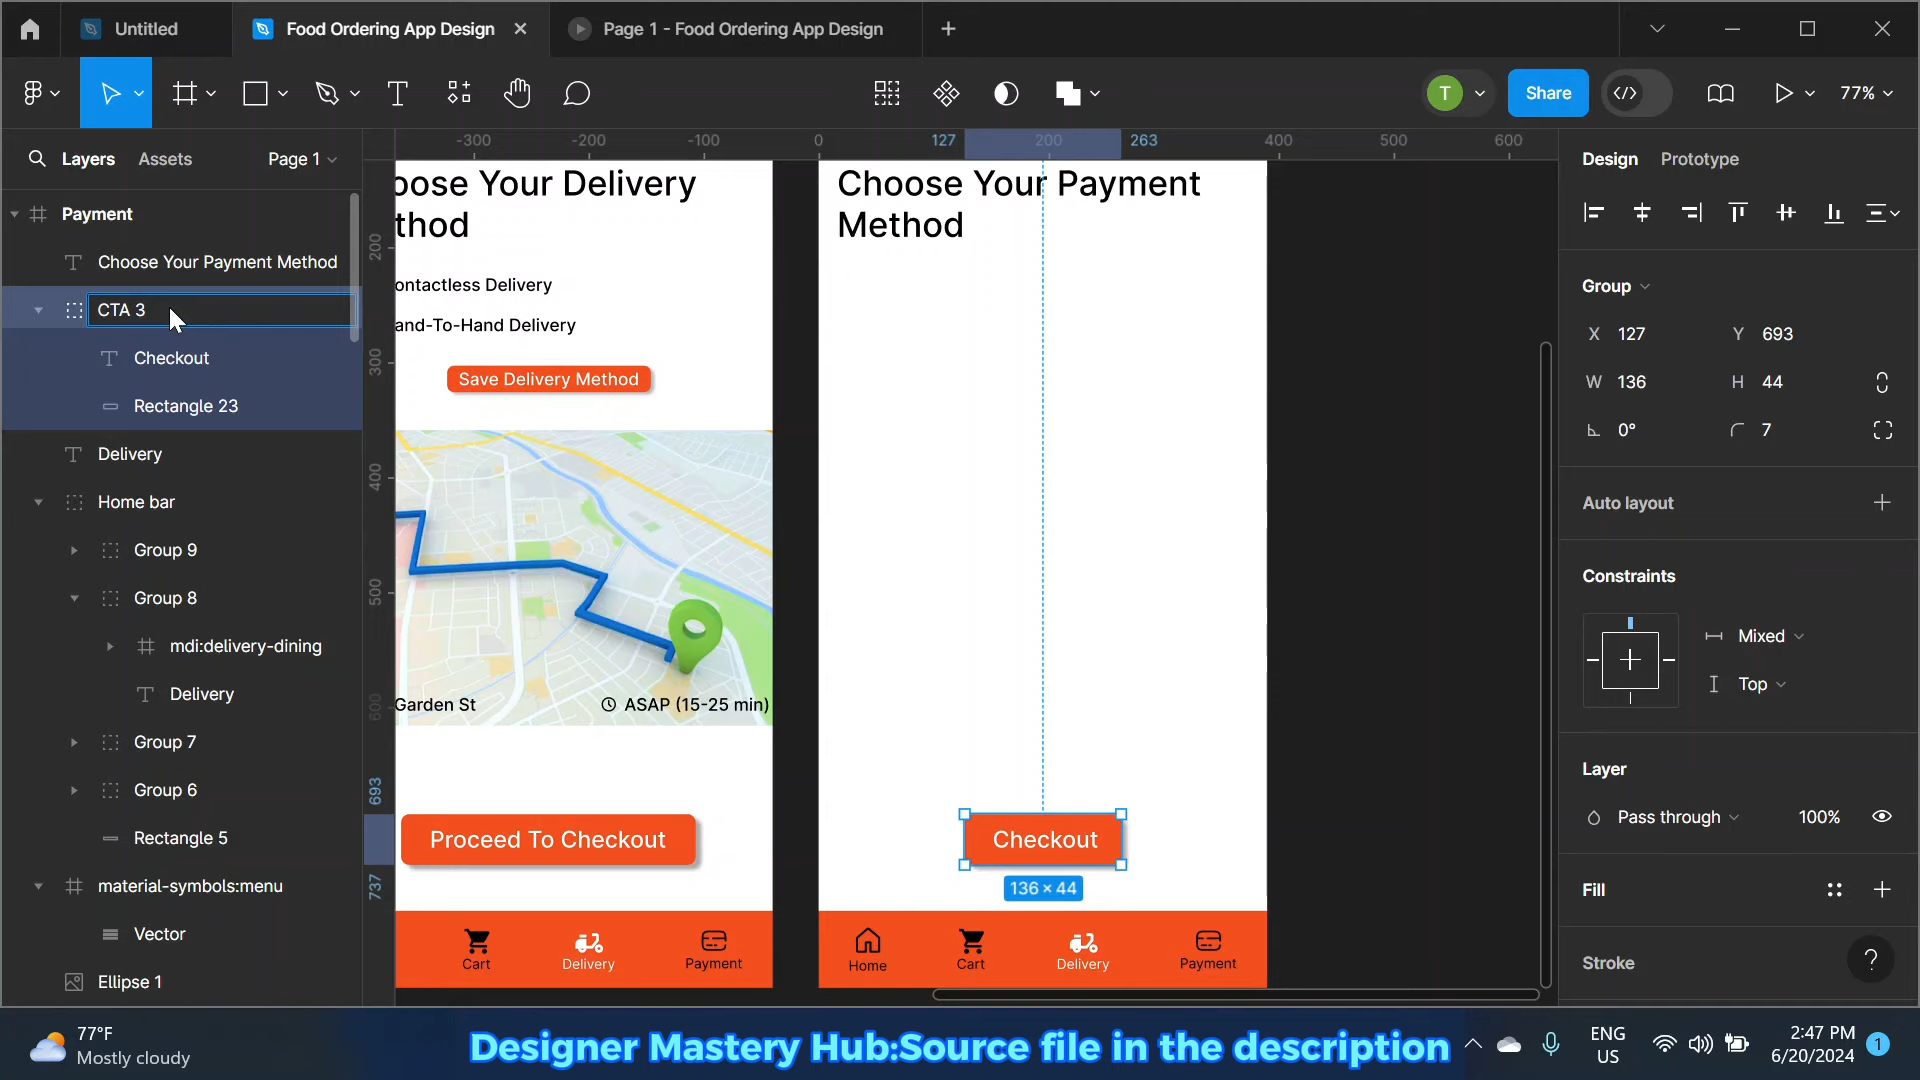 Untitled
Food Ordering App Design
Page 1 - Food Ordering App Design
T
Share
77%
Layers
Assets
Page 1
Payment
Choose Your Payment Method
CTA 3
Checkout
Rectangle 23
Delivery
Home bar
Group 9
Group 8
mdi:delivery-dining
Delivery
Group 7
Group 6
Rectangle 5
material-symbols:menu
Vector
Ellipse 1
-300
-200
-100
0
127
200
263
400
500
600
200
300
400
500
600
693
737
oose Your Delivery
thod
ontactless Delivery
and-To-Hand Delivery
Save Delivery Method
Garden St
ASAP (15-25 min)
Proceed To Checkout
Cart
Delivery
Payment
Choose Your Payment
Method
Checkout
136 × 44
Home
Cart
Delivery
Payment
Design
Prototype
Group
X 127
Y 693
W 136
H 44
0°
7
Auto layout
Constraints
Mixed
Top
Layer
Pass through
100%
Fill
Stroke
?
77°F
Mostly cloudy
Designer Mastery Hub:Source file in the description
ENG
US
2:47 PM
6/20/2024
1